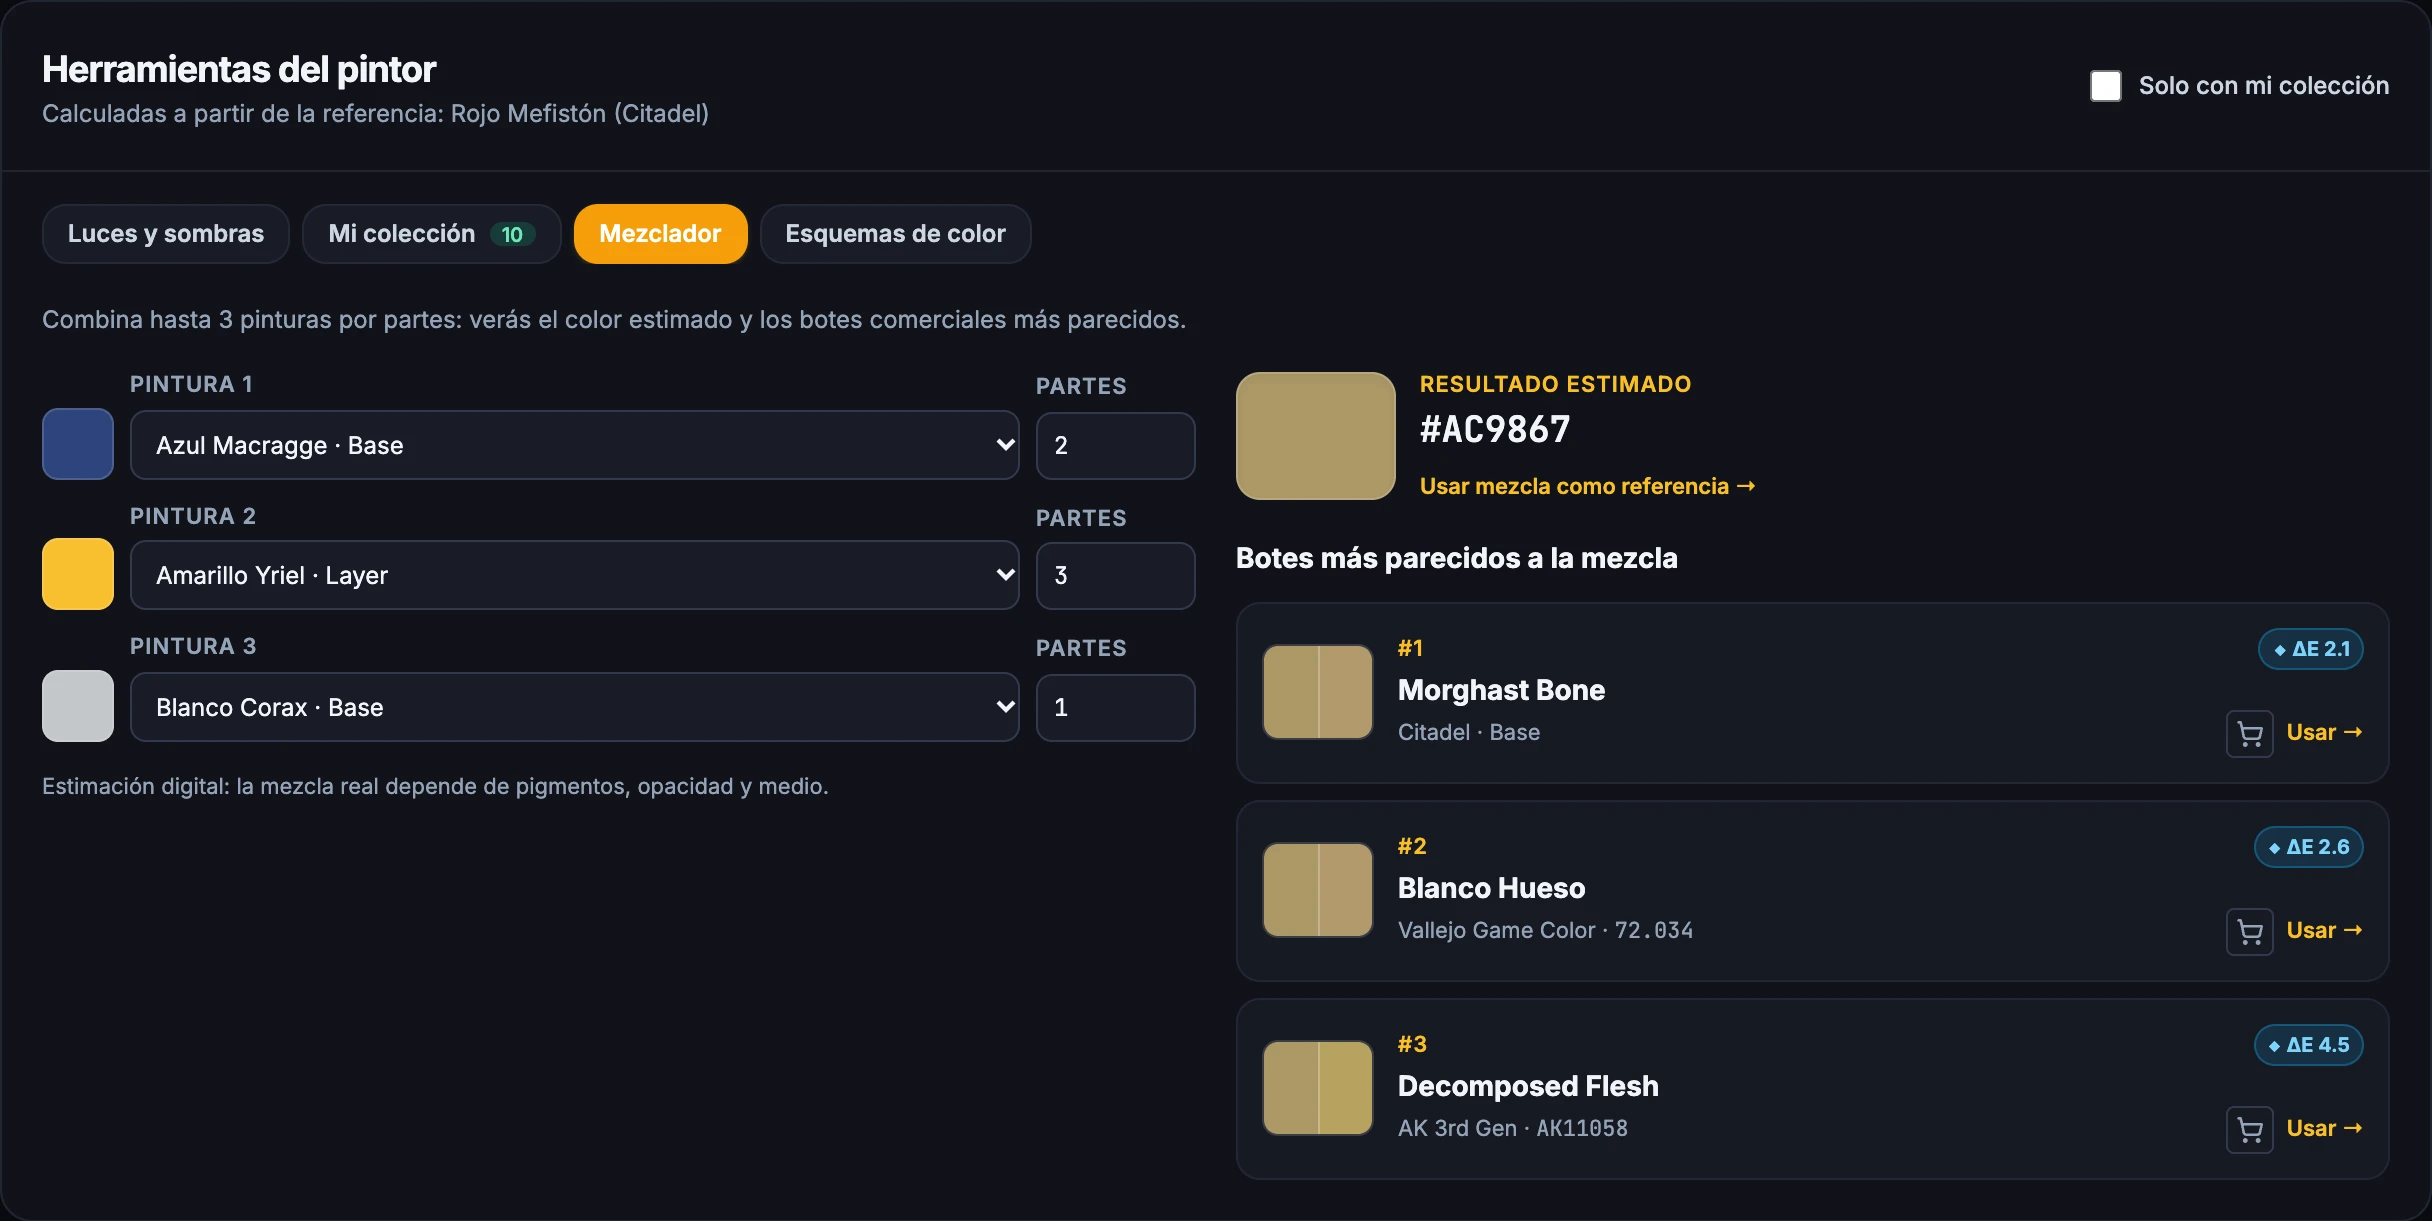 Herramientas del pintor
Calculadas a partir de la referencia: Rojo Mefistón (Citadel)
Solo con mi colección
Luces y sombras
Mi colección 10
Mezclador
Esquemas de color
Combina hasta 3 pinturas por partes: verás el color estimado y los botes comerciales más parecidos.
PINTURA 1
PARTES
Azul Macragge · Base
2
PINTURA 2
PARTES
Amarillo Yriel · Layer
3
PINTURA 3
PARTES
Blanco Corax · Base
1
Estimación digital: la mezcla real depende de pigmentos, opacidad y medio.
RESULTADO ESTIMADO
#AC9867
Usar mezcla como referencia →
Botes más parecidos a la mezcla
#1
◆ ΔE 2.1
Morghast Bone
Citadel · Base
Usar →
#2
◆ ΔE 2.6
Blanco Hueso
Vallejo Game Color · 72.034
Usar →
#3
◆ ΔE 4.5
Decomposed Flesh
AK 3rd Gen · AK11058
Usar →